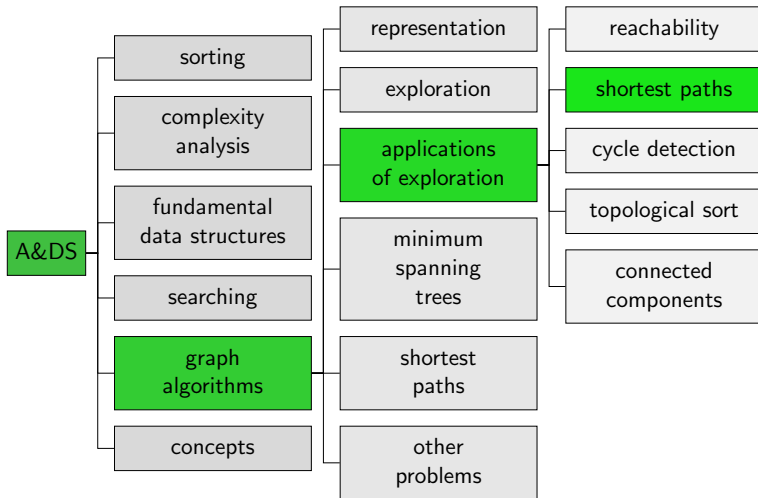 A&DS
sorting
complexity
analysis
fundamental
data structures
searching
graph
algorithms
concepts
representation
exploration
applications
of exploration
minimum
spanning
trees
shortest
paths
other
problems
reachability
shortest paths
cycle detection
topological sort
connected
components